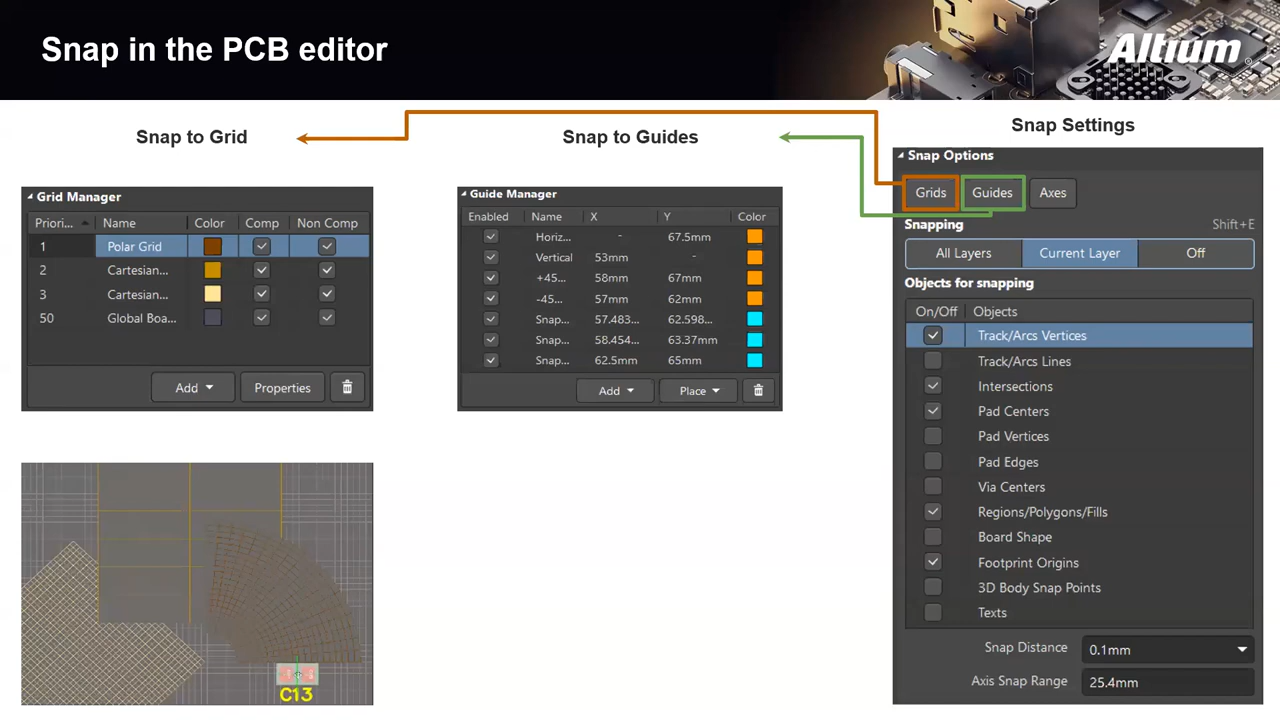 Snap in the PCB editor
Altium
Snap to Grid
Grid Manager
Priori... Name Color Comp Non Comp
1 Polar Grid
2 Cartesian...
3 Cartesian...
50 Global Boa...
Add Properties
C13
Snap to Guides
Guide Manager
Enabled Name X Y Color
Horiz... - 67.5mm
Vertical 53mm -
+45... 58mm 67mm
-45... 57mm 62mm
Snap... 57.483... 62.598...
Snap... 58.454... 63.37mm
Snap... 62.5mm 65mm
Add Place
Snap Settings
Snap Options
Grids Guides Axes
Snapping Shift+E
All Layers Current Layer Off
Objects for snapping
On/Off Objects
Track/Arcs Vertices
Track/Arcs Lines
Intersections
Pad Centers
Pad Vertices
Pad Edges
Via Centers
Regions/Polygons/Fills
Board Shape
Footprint Origins
3D Body Snap Points
Texts
Snap Distance 0.1mm
Axis Snap Range 25.4mm